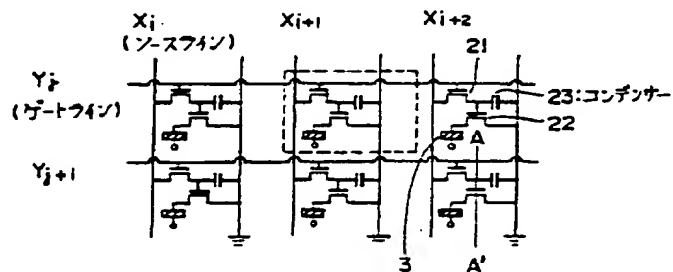 Xi Xi+1 Xi+2
(ソースライン)
21
Yj
23:コンデンサー
(ゲートライン)
22
A
Yj+1
3 A'